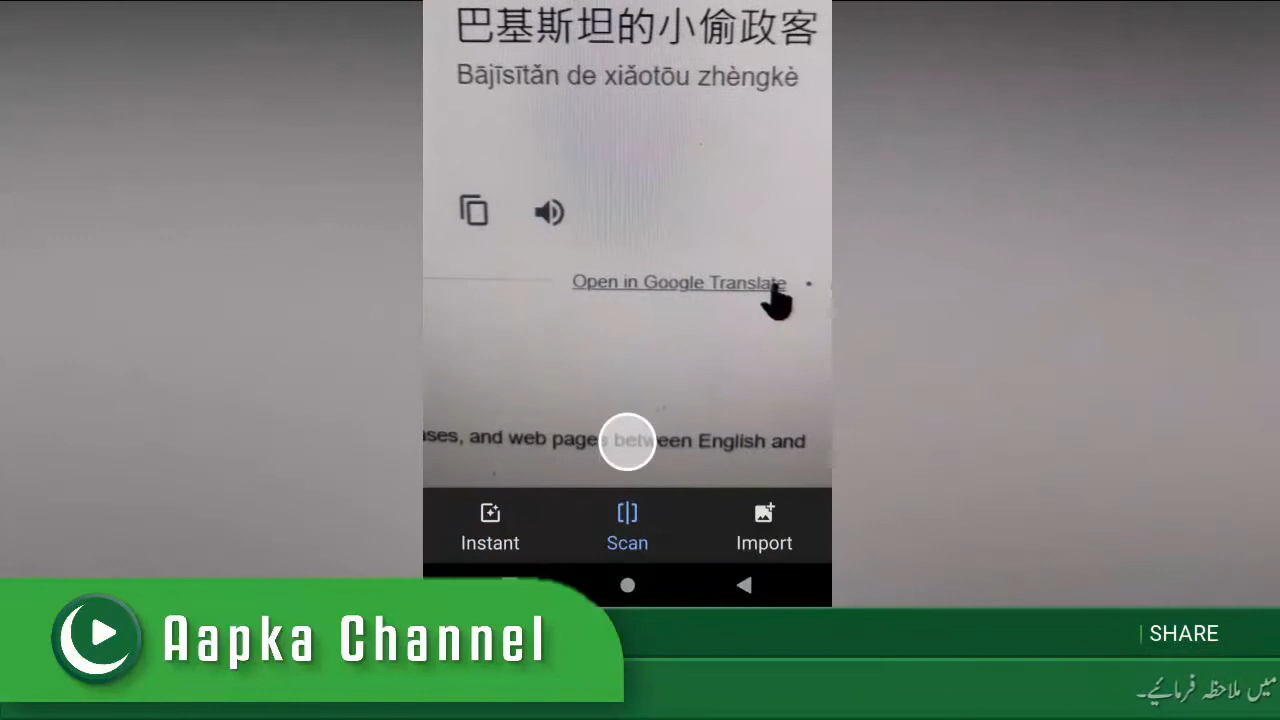 巴基斯坦的小偷政客
Bājīsītǎn de xiǎotōu zhèngkè
Open in Google Translate
and web pages between English and
Instant
Scan
Import
Aapka Channel
SHARE
میں ملاحظہ فرمائیے۔